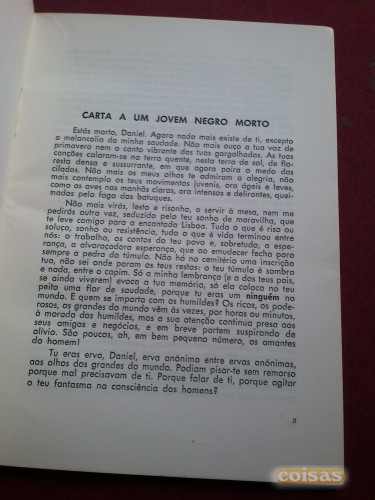 CARTA A UM JOVEM NEGRO MORTO
Estás morto, Daniel. Agora nada mais existe de ti, excepto
a melancolia da minha saudade. Não mais ouço a tua voz de
primavera nem o canto vibrante das tuas gargalhadas. As tuas
canções calaram-se na terra quente, nesta terra de sol, de flo-
resta densa e sussurrante, em que agora paira o medo das
ciladas. Não mais os meus olhos te admiram a alegria, não
mais contemplo os teus movimentos juvenis, ora ágeis e leves,
como os aves nas manhãs claras, ora intensos e delirantes, quei-
mados pelo fogo dos batuques.
Não mais virás, lesto e risonho, a servir à mesa, nem me
pedirás outra vez, seduzido pelo teu sonho de maravilha, que
te leve comigo para a encantada Lisboa. Tudo o que é riso ou
soluço, sonho ou resistência, tudo o que é vida terminou entre
nós: o trabalho, os contos do teu povo e, sobretudo, a espe-
rança, a alvoroçadora esperança, que ao emudecer fecha para
sempre a pedra do túmulo. Não há no cemitério uma inscrição
tua, não sei onde param os teus restos: o teu túmulo é sombra
e nada, entre o capim. Só a minha lembrança (e a dos teus pais,
se ainda viverem) evoca a tua memória, só ela coloca no teu
peito uma flor de saudade, porque tu eras um ninguém no
mundo. E quem se importa com os humildes? Os ricos, os pode-
rosos, os grandes do mundo vêm às vezes, por horas ou minutos,
à morada dos humildes, mas a sua atenção continua presa aos
seus amigos e negócios, e em breve partem suspirando de
alívio. São poucos, ah, em bem pequeno número, os amantes
do homem!
Tu eras erva, Daniel, erva anónima entre ervas anónimas,
aos olhos dos grandes do mundo. Podiam pisar-te sem remorso
porque mal precisavam de ti. Porque falar de ti, porque agitar
o teu fantasma na consciência dos homens?
9
coisas